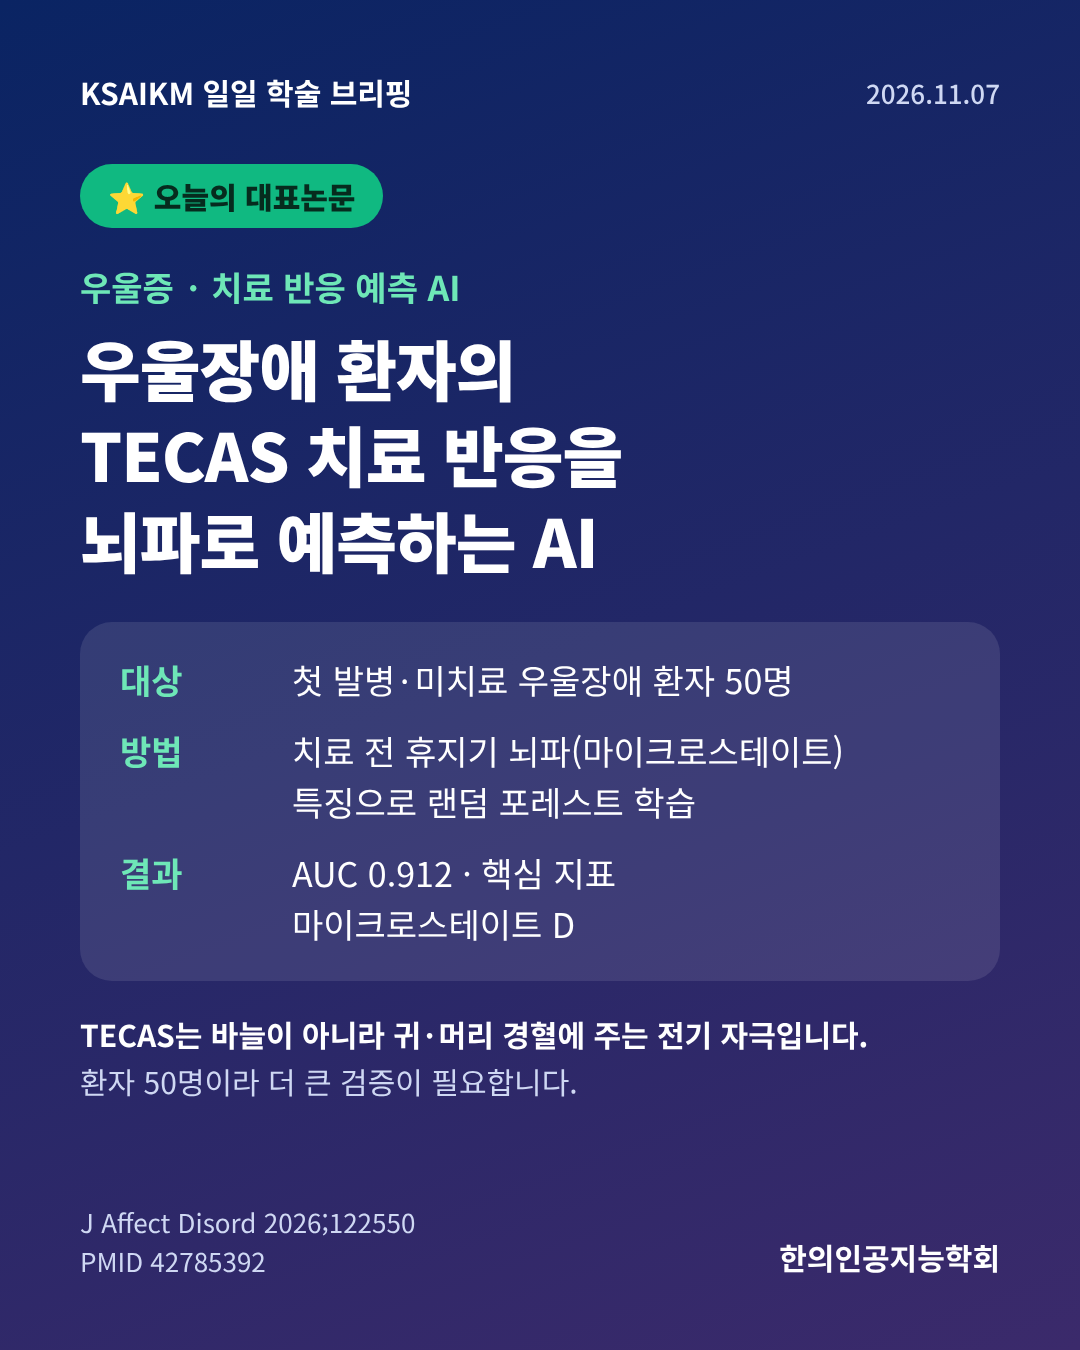 KSAIKM 일일 학술 브리핑
2026.11.07
⭐ 오늘의 대표논문
우울증 · 치료 반응 예측 AI
우울장애 환자의
TECAS 치료 반응을
뇌파로 예측하는 AI
대상 첫 발병·미치료 우울장애 환자 50명
방법 치료 전 휴지기 뇌파(마이크로스테이트)
특징으로 랜덤 포레스트 학습
결과 AUC 0.912 · 핵심 지표
마이크로스테이트 D
TECAS는 바늘이 아니라 귀·머리 경혈에 주는 전기 자극입니다.
환자 50명이라 더 큰 검증이 필요합니다.
J Affect Disord 2026;122550
PMID 42785392
한의인공지능학회